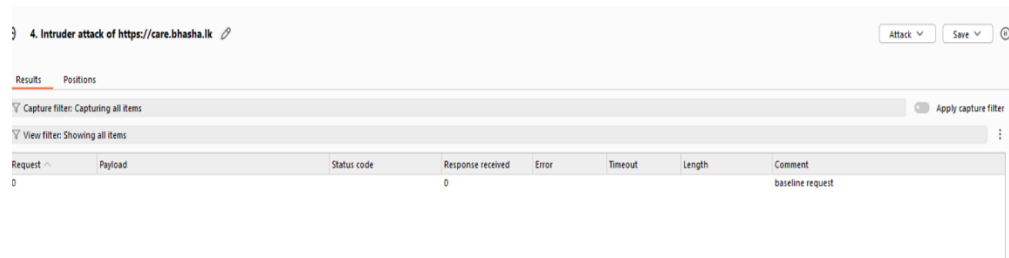 4. Intruder attack of https://care.bhasha.lk
Attack Save
Results Positions
Capture filter: Capturing all items Apply capture filter
View filter: Showing all items
Request Payload Status code Response received Error Timeout Length Comment
0 0 baseline request